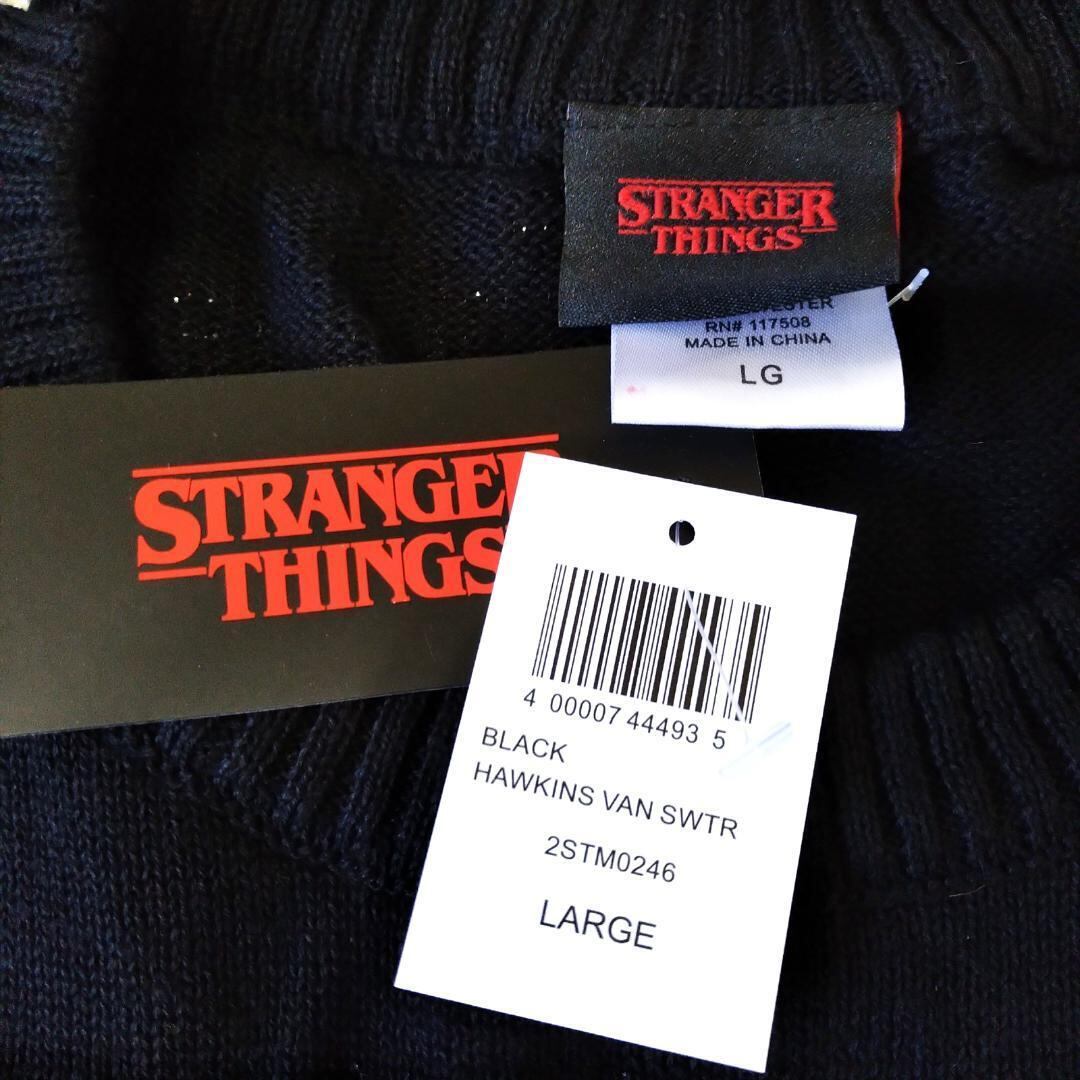 STRANGER
THINGS
RN# 117508
MADE IN CHINA
LG
STRANGER
THINGS
4 00007 44493 5
BLACK
HAWKINS VAN SWTR
2STM0246
LARGE